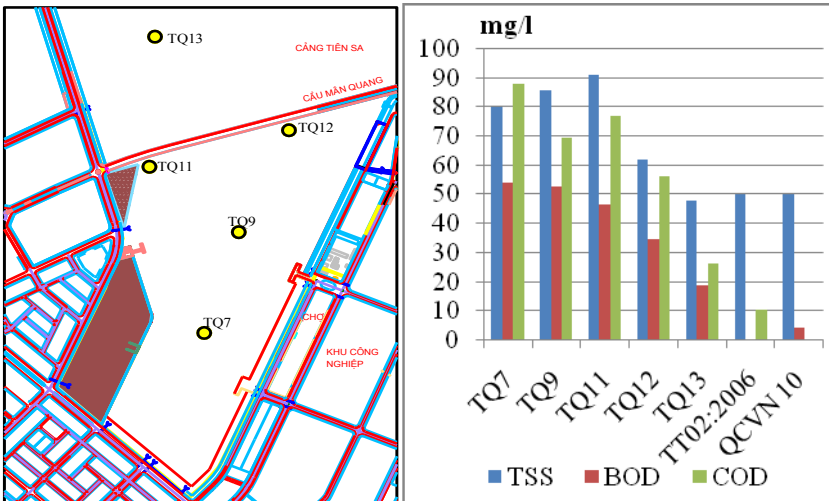 TQ13
CẢNG TIÊN SA
CẦU MÂN QUANG
TQ12
TQ11
TQ9
TQ7
CHỢ
KHU CÔNG
NGHIỆP
mg/l
100
90
80
70
60
50
40
30
20
10
0
TQ7
TQ9
TQ11
TQ12
TQ13
TT02:2006
QCVN 10
TSS BOD COD